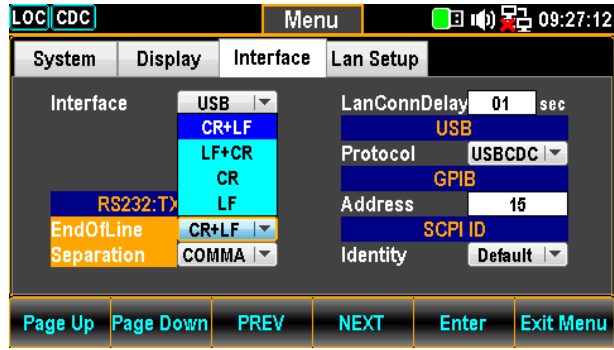 LOC CDC Menu 09:27:12
System Display Interface Lan Setup
Interface USB LanConnDelay 01 sec
CR+LF USB
LF+CR Protocol USBCDC
CR GPIB
RS232:TX LF Address 15
EndOfLine CR+LF SCPI ID
Separation COMMA Identity Default
Page Up Page Down PREV NEXT Enter Exit Menu